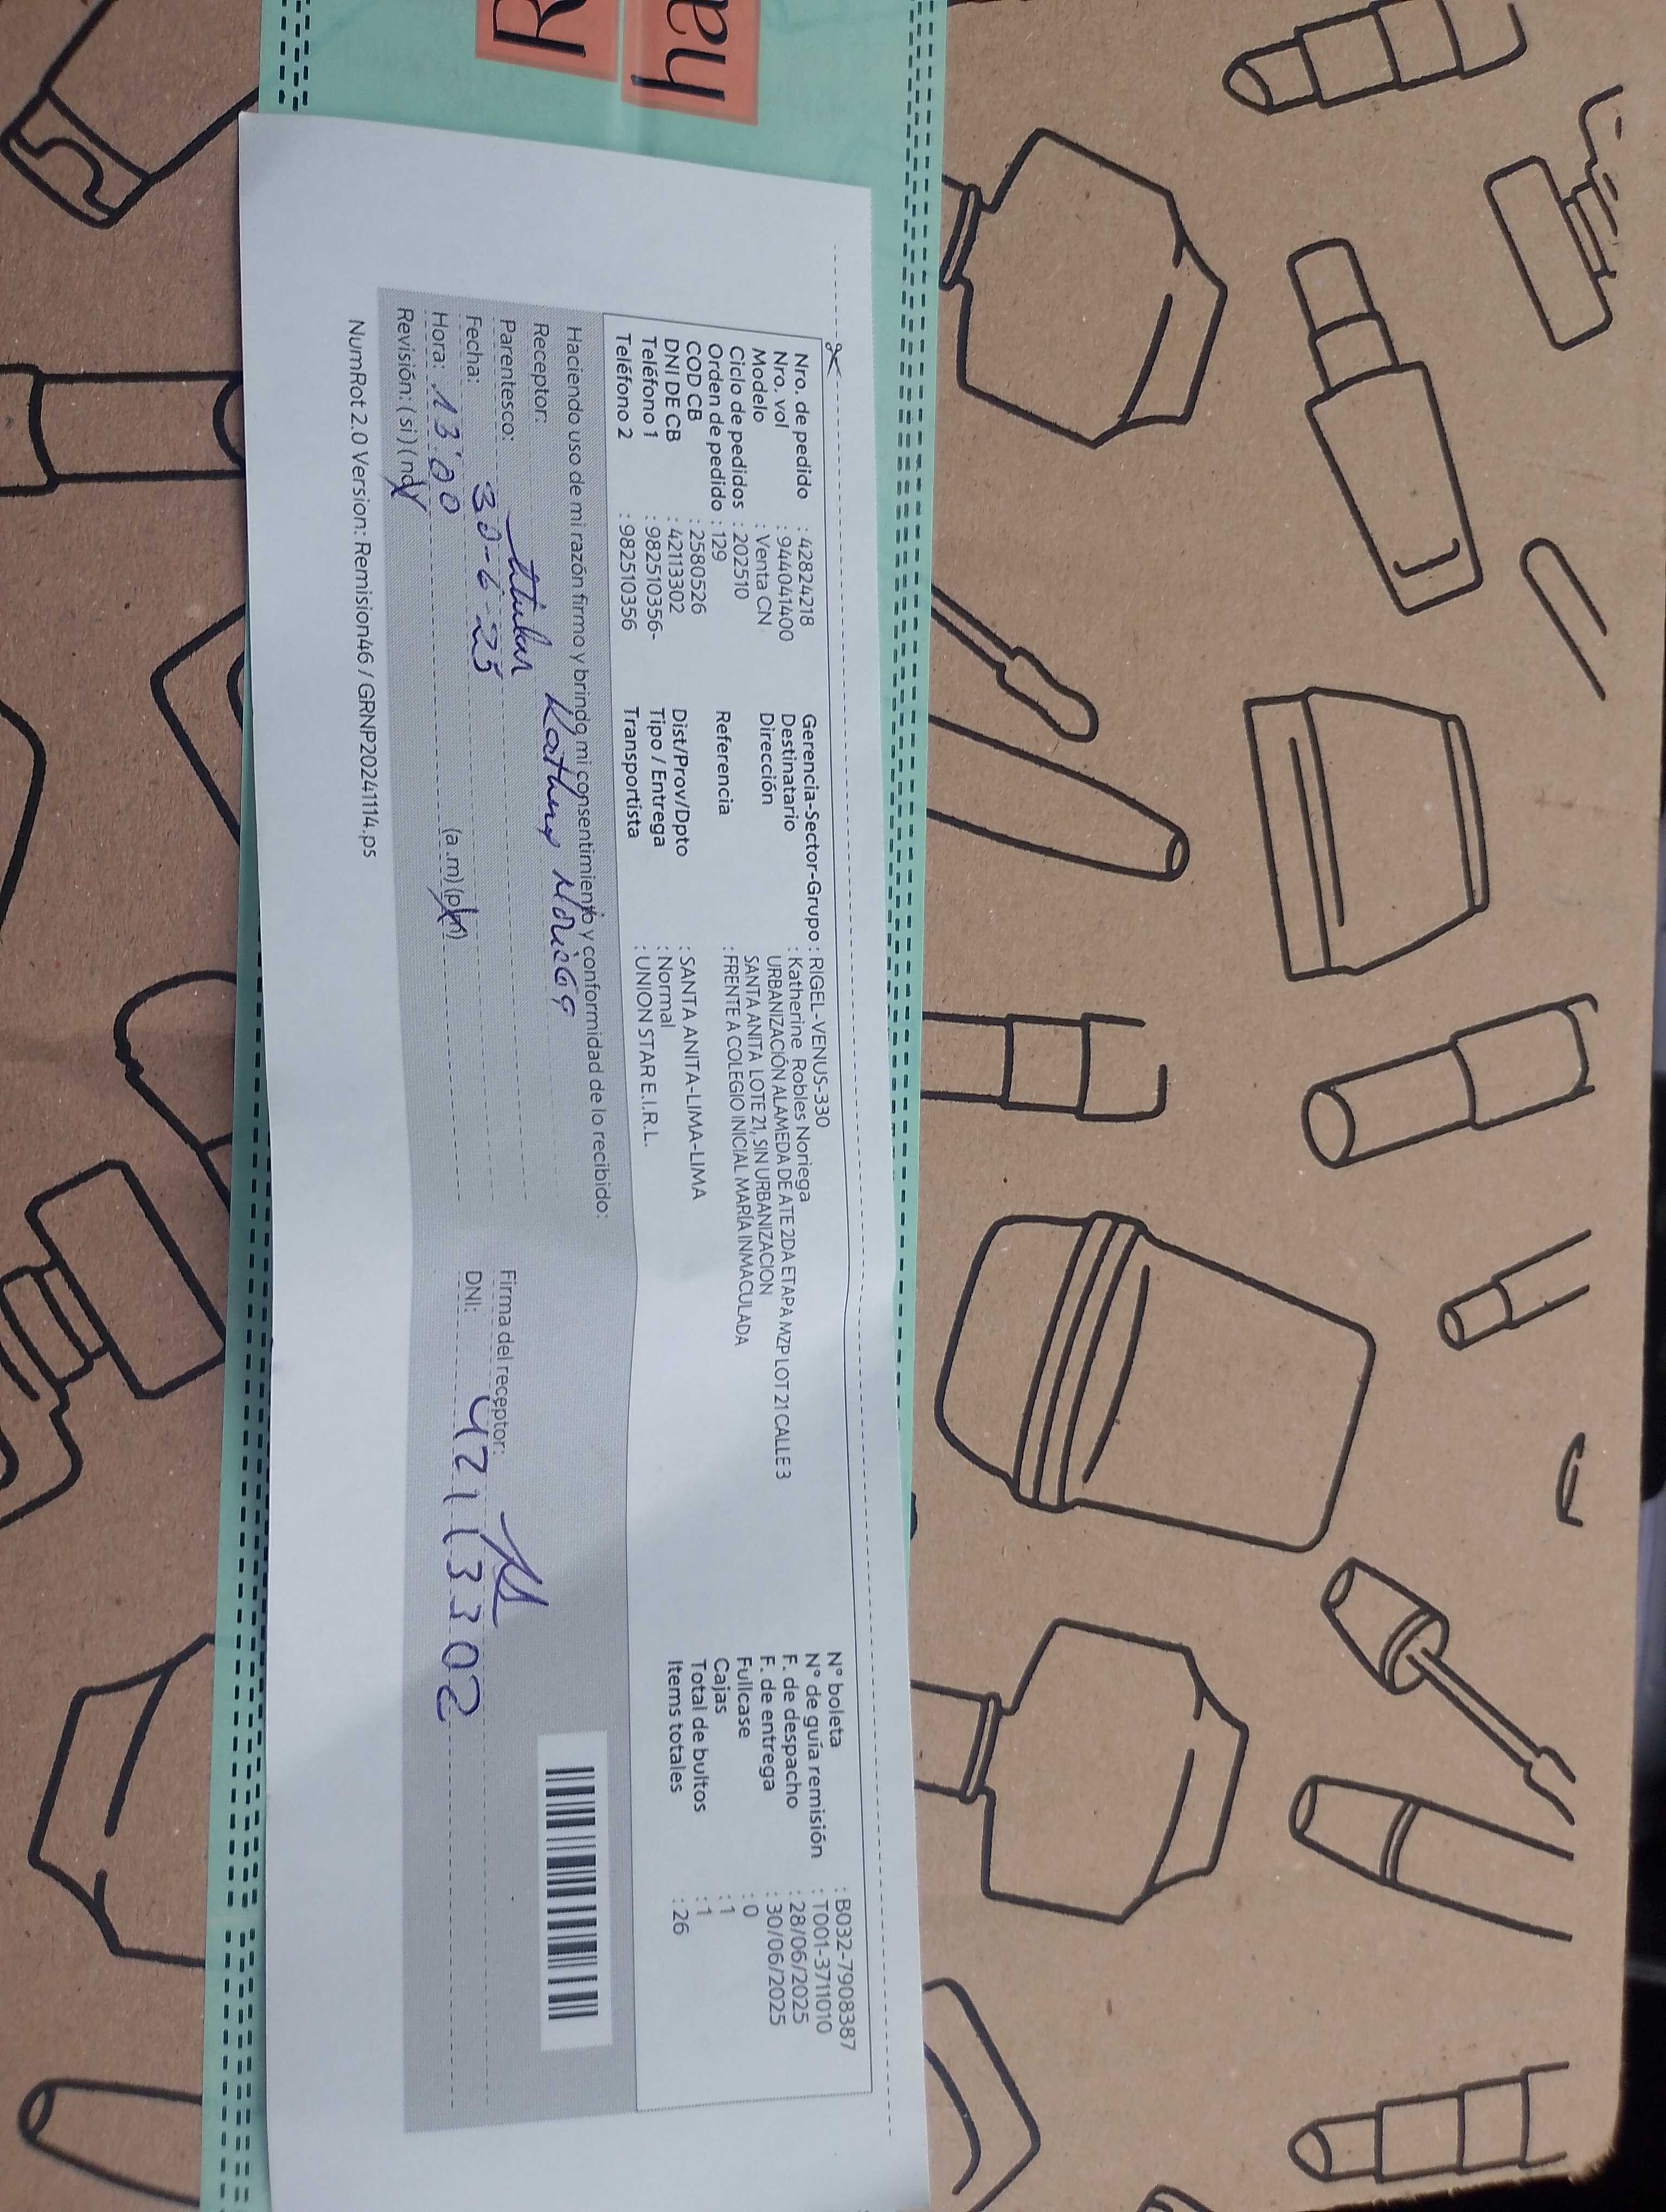 ey
R
Nro. de pedido : 42824218
Nro. vol : 944041400
Modelo : Venta CN
Ciclo de pedidos : 202510
Orden de pedido : 129
COD CB : 2580526
DNI DE CB : 42113302
Teléfono 1 : 982510356-
Teléfono 2 : 982510356
Gerencia-Sector-Grupo : RIGEL-VENUS-330
Destinatario : Katherine Robles Noriega
Dirección URBANIZACIÓN ALAMEDA DE ATE 2DA ETAPA MZP LOT 21 CALLE 3
SANTA ANITA LOTE 21, SIN URBANIZACION
Referencia : FRENTE A COLEGIO INICIAL MARÍA INMACULADA
Dist/Prov/Dpto : SANTA ANITA-LIMA-LIMA
Tipo / Entrega : Normal
Transportista : UNION STAR E.I.R.L.
N° boleta : B032-7908387
N° de guía remisión : T001-3711010
F. de despacho : 28/06/2025
F. de entrega : 30/06/2025
Fullcase : 0
Cajas : 1
Total de bultos : 1
Items totales : 26
Haciendo uso de mi razón firmo y brindo mi consentimiento y conformidad de lo recibido:
Receptor: Noriega
Parentesco: titular
Fecha: 30-6-25
Hora: 13:00 (a.m) (pm)
Revisión: (si) (no)
Firma del receptor:
DNI: 42113302
NumRot 2.0 Version: Remision46 / GRNP20241114.ps